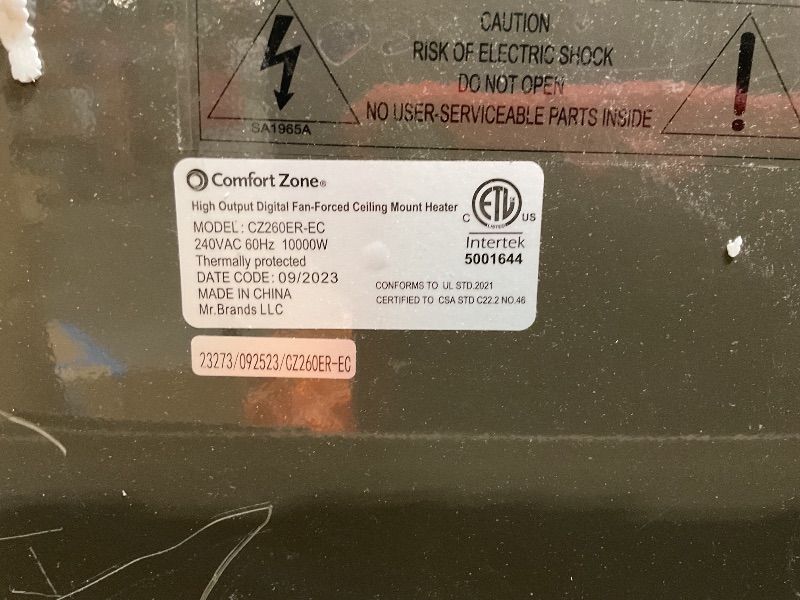 CAUTION
RISK OF ELECTRIC SHOCK
DO NOT OPEN
NO USER-SERVICEABLE PARTS INSIDE
SA1965A
Comfort Zone®
High Output Digital Fan-Forced Ceiling Mount Heater
MODEL: CZ260ER-EC
240VAC 60Hz 10000W
Thermally protected
DATE CODE: 09/2023
MADE IN CHINA
Mr.Brands LLC
C ETL US
LISTED
Intertek
5001644
CONFORMS TO UL STD.2021
CERTIFIED TO CSA STD C22.2 NO.46
23273/092523/CZ260ER-EC